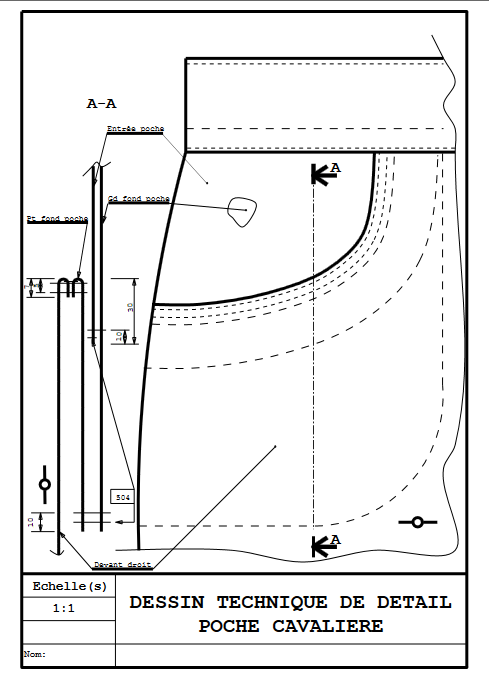 A-A
Entrée poche
A
Gd fond poche
Pt fond poche
30
10
504
10
A
Devant droit
Echelle(s)
1:1
DESSIN TECHNIQUE DE DETAIL
POCHE CAVALIERE
Nom: